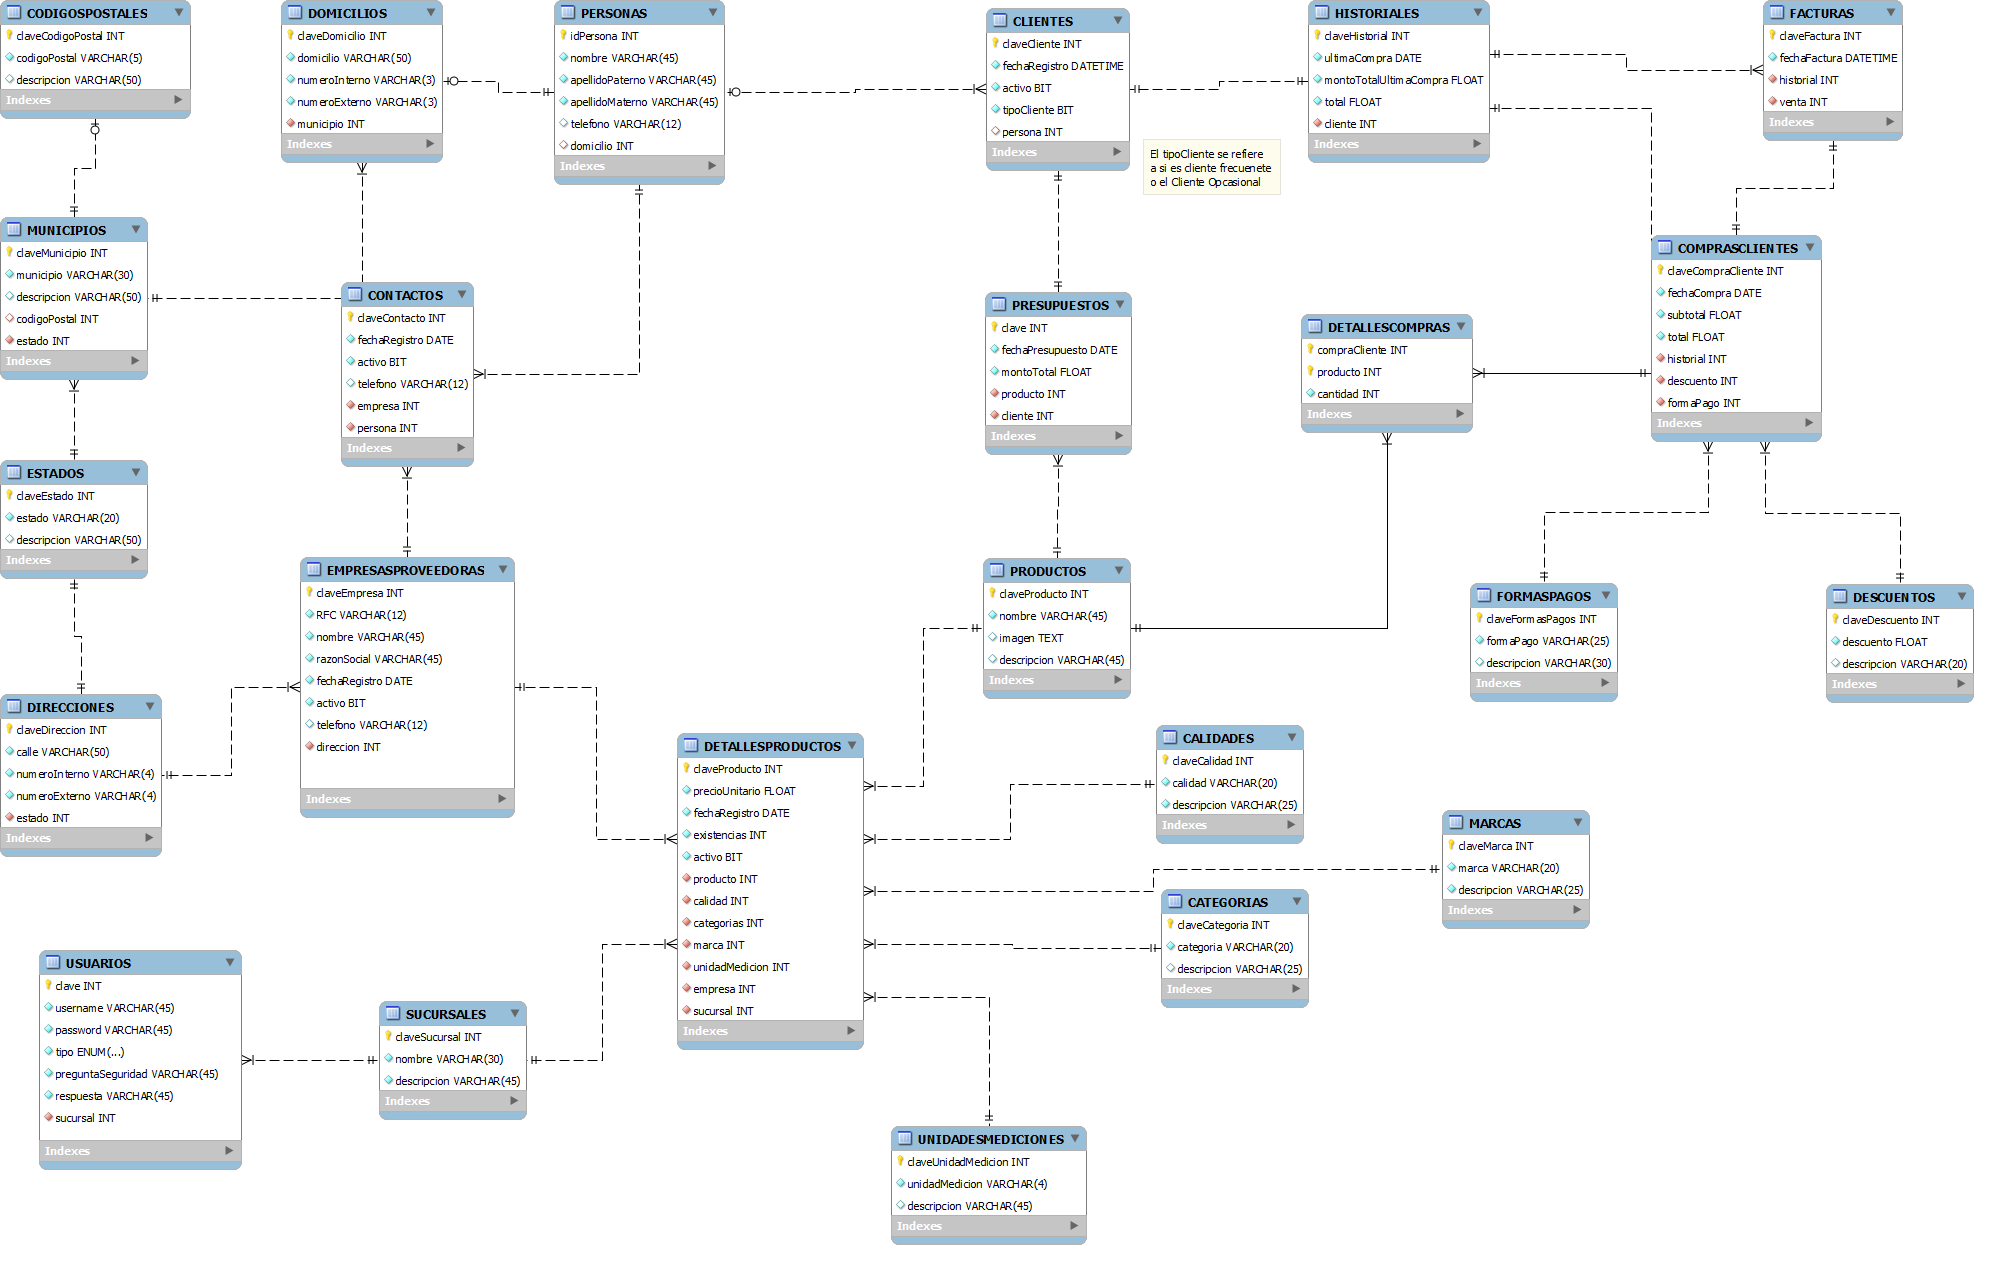 CODIGOSPOSTALES
claveCodigoPostal INT
codigoPostal VARCHAR(5)
descripcion VARCHAR(50)
Indexes
DOMICILIOS
claveDomicilio INT
domicilio VARCHAR(50)
numeroInterno VARCHAR(3)
numeroExterno VARCHAR(3)
municipio INT
Indexes
PERSONAS
idPersona INT
nombre VARCHAR(45)
apellidoPaterno VARCHAR(45)
apellidoMaterno VARCHAR(45)
telefono VARCHAR(12)
domicilio INT
Indexes
CLIENTES
claveCliente INT
fechaRegistro DATETIME
activo BIT
tipoCliente BIT
persona INT
Indexes
El tipoCliente se refiere
a si es cliente frecuenete
o el Cliente Opcasional
HISTORIALES
claveHistorial INT
ultimaCompra DATE
montoTotalUltimaCompra FLOAT
total FLOAT
cliente INT
Indexes
FACTURAS
claveFactura INT
fechaFactura DATETIME
historial INT
venta INT
Indexes
MUNICIPIOS
claveMunicipio INT
municipio VARCHAR(30)
descripcion VARCHAR(50)
codigoPostal INT
estado INT
Indexes
CONTACTOS
claveContacto INT
fechaRegistro DATE
activo BIT
telefono VARCHAR(12)
empresa INT
persona INT
Indexes
PRESUPUESTOS
clave INT
fechaPresupuesto DATE
montoTotal FLOAT
producto INT
cliente INT
Indexes
DETALLESCOMPRAS
compraCliente INT
producto INT
cantidad INT
Indexes
COMPRASCLIENTES
claveCompraCliente INT
fechaCompra DATE
subtotal FLOAT
total FLOAT
historial INT
descuento INT
formaPago INT
Indexes
ESTADOS
claveEstado INT
estado VARCHAR(20)
descripcion VARCHAR(50)
Indexes
EMPRESASPROVEEDORAS
claveEmpresa INT
RFC VARCHAR(12)
nombre VARCHAR(45)
razonSocial VARCHAR(45)
fechaRegistro DATE
activo BIT
telefono VARCHAR(12)
direccion INT
Indexes
PRODUCTOS
claveProducto INT
nombre VARCHAR(45)
imagen TEXT
descripcion VARCHAR(45)
Indexes
FORMASPAGOS
claveFormasPagos INT
formaPago VARCHAR(25)
descripcion VARCHAR(30)
Indexes
DESCUENTOS
claveDescuento INT
descuento FLOAT
descripcion VARCHAR(20)
Indexes
DIRECCIONES
claveDireccion INT
calle VARCHAR(50)
numeroInterno VARCHAR(4)
numeroExterno VARCHAR(4)
estado INT
Indexes
DETALLESPRODUCTOS
claveProducto INT
precioUnitario FLOAT
fechaRegistro DATE
existencias INT
activo BIT
producto INT
calidad INT
categorias INT
marca INT
unidadMedicion INT
empresa INT
sucursal INT
Indexes
CALIDADES
claveCalidad INT
calidad VARCHAR(20)
descripcion VARCHAR(25)
Indexes
MARCAS
claveMarca INT
marca VARCHAR(20)
descripcion VARCHAR(25)
Indexes
CATEGORIAS
claveCategoria INT
categoria VARCHAR(20)
descripcion VARCHAR(25)
Indexes
USUARIOS
clave INT
username VARCHAR(45)
password VARCHAR(45)
tipo ENUM(...)
preguntaSeguridad VARCHAR(45)
respuesta VARCHAR(45)
sucursal INT
Indexes
SUCURSALES
claveSucursal INT
nombre VARCHAR(30)
descripcion VARCHAR(45)
Indexes
UNIDADESMEDICIONES
claveUnidadMedicion INT
unidadMedicion VARCHAR(4)
descripcion VARCHAR(45)
Indexes